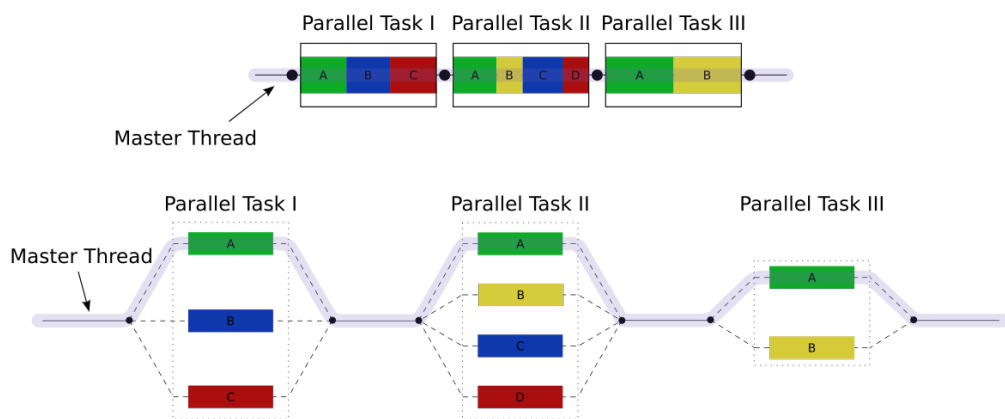 Parallel Task I Parallel Task II Parallel Task III
A B C A B C D A B
Master Thread
Parallel Task I Parallel Task II Parallel Task III
A A
Master Thread
A
B
B
C
B
C D